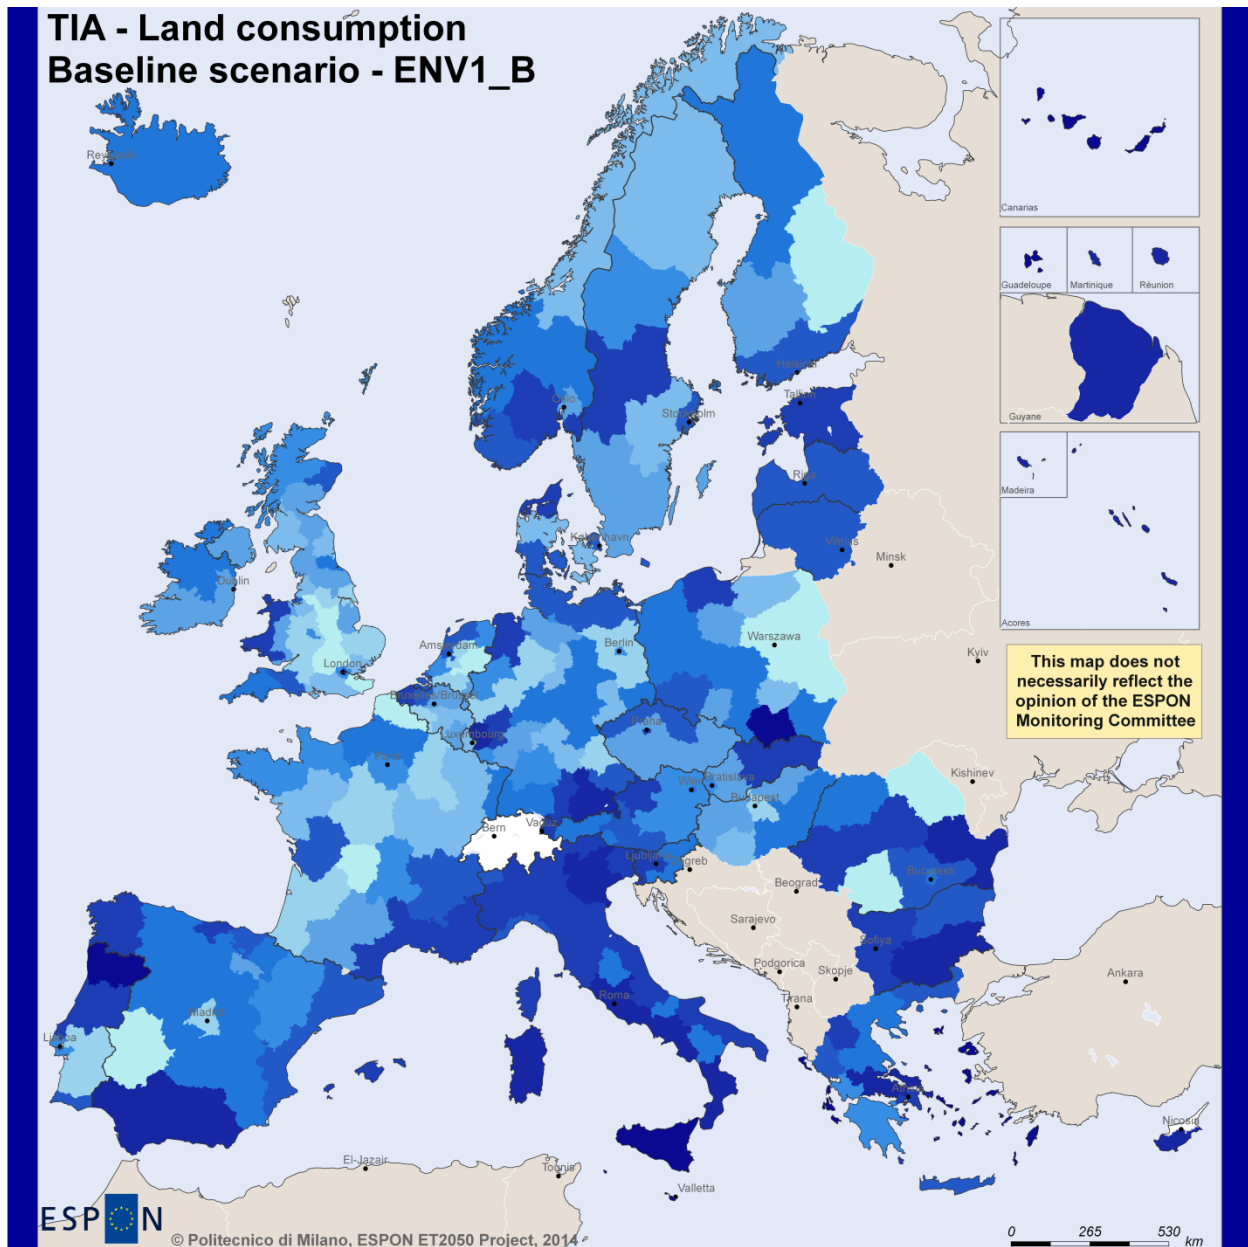 TIA - Land consumption
Baseline scenario - ENV1_B
Canarias
Guadeloupe
Martinique
Réunion
Guyane
Madeira
Acores
This map does not
necessarily reflect the
opinion of the ESPON
Monitoring Committee
Oslo
Helsinki
Tallinn
Stockholm
Riga
København
Vilnius
Minsk
Dublin
Amsterdam
Berlin
Warszawa
London
Kyiv
Bruxelles/Brussel
Luxembourg
Praha
Paris
Wien
Bratislava
Kishinev
Budapest
Bern
Vaduz
Ljubljana
Zagreb
Beograd
Bucuresti
Sarajevo
Sofiya
Podgorica
Skopje
Ankara
Roma
Tirana
Madrid
Lisboa
Nicosia
El-Jazair
Tounis
Valletta
ESPON
© Politecnico di Milano, ESPON ET2050 Project, 2014
0 265 530
km